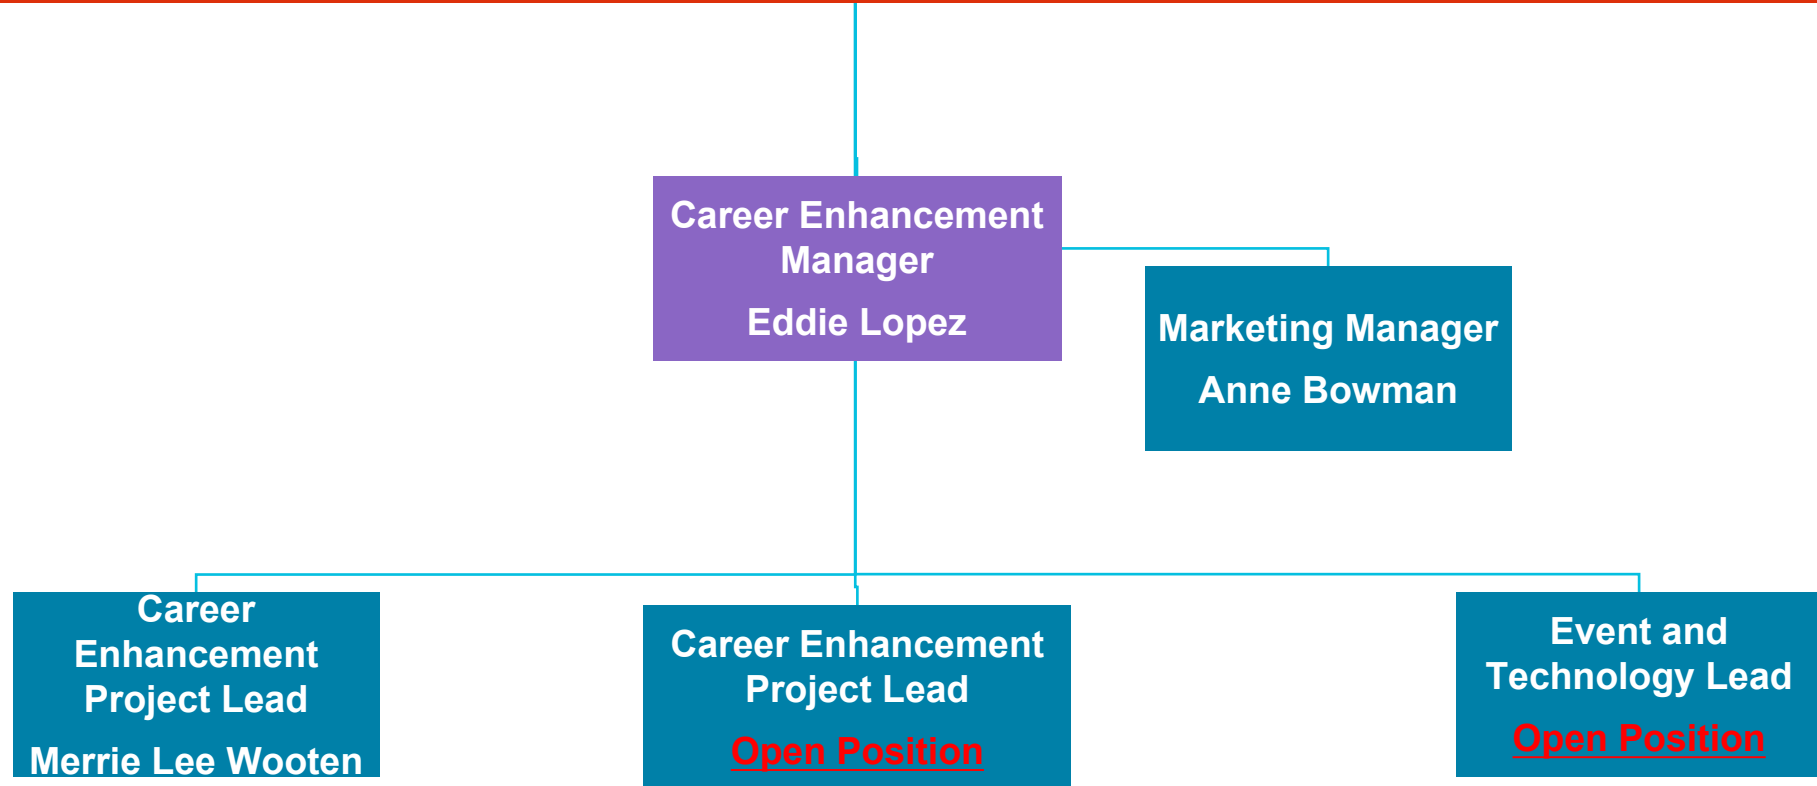 Career Enhancement
Manager
Eddie Lopez
Marketing Manager
Anne Bowman
Career
Enhancement
Project Lead
Merrie Lee Wooten
Career Enhancement
Project Lead
Open Position
Event and
Technology Lead
Open Position